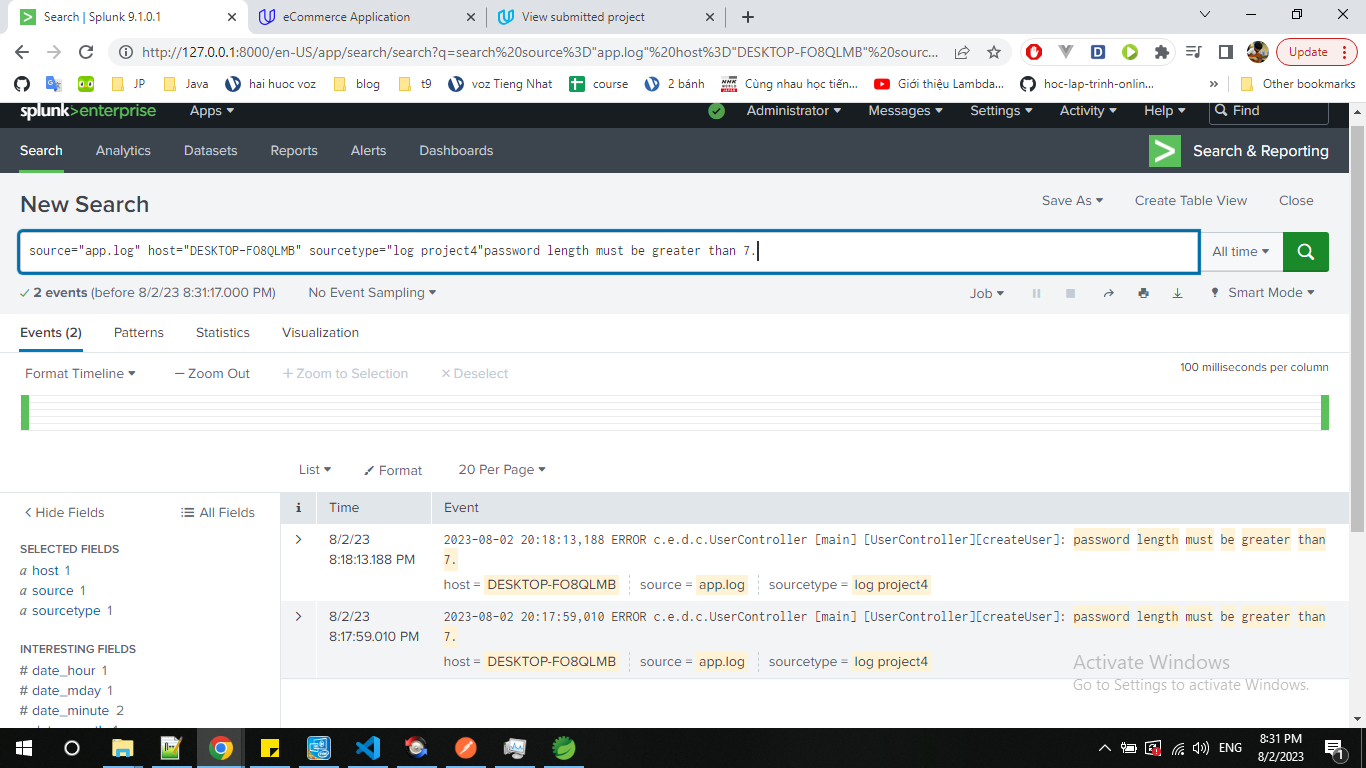 Search | Splunk 9.1.0.1
eCommerce Application
View submitted project
http://127.0.0.1:8000/en-US/app/search/search?q=search%20source%3D"app.log"%20host%3D"DESKTOP-FO8QLMB"%20sourc...
Update
JP
Java
hai huoc voz
blog
t9
voz Tieng Nhat
course
2 bánh
NHK WORLD JAPAN
Cùng nhau học tiến...
Giới thiệu Lambda...
hoc-lap-trinh-onlin...
»
Other bookmarks
splunk>enterprise Apps
Administrator Messages Settings Activity Help Find
Search Analytics Datasets Reports Alerts Dashboards
Search & Reporting
New Search
Save As Create Table View Close
source="app.log" host="DESKTOP-FO8QLMB" sourcetype="log project4"password length must be greater than 7.
All time
2 events (before 8/2/23 8:31:17.000 PM) No Event Sampling
Job Smart Mode
Events (2) Patterns Statistics Visualization
Format Timeline — Zoom Out + Zoom to Selection × Deselect
100 milliseconds per column
List Format 20 Per Page
< Hide Fields All Fields
i Time Event
SELECTED FIELDS
a host 1
a source 1
a sourcetype 1
INTERESTING FIELDS
# date_hour 1
# date_mday 1
# date_minute 2
8/2/23
8:18:13.188 PM
2023-08-02 20:18:13,188 ERROR c.e.d.c.UserController [main] [UserController][createUser]: password length must be greater than
7.
host = DESKTOP-FO8QLMB source = app.log sourcetype = log project4
8/2/23
8:17:59.010 PM
2023-08-02 20:17:59,010 ERROR c.e.d.c.UserController [main] [UserController][createUser]: password length must be greater than
7.
host = DESKTOP-FO8QLMB source = app.log sourcetype = log project4
Activate Windows
Go to Settings to activate Windows.
ENG
8:31 PM
8/2/2023
1